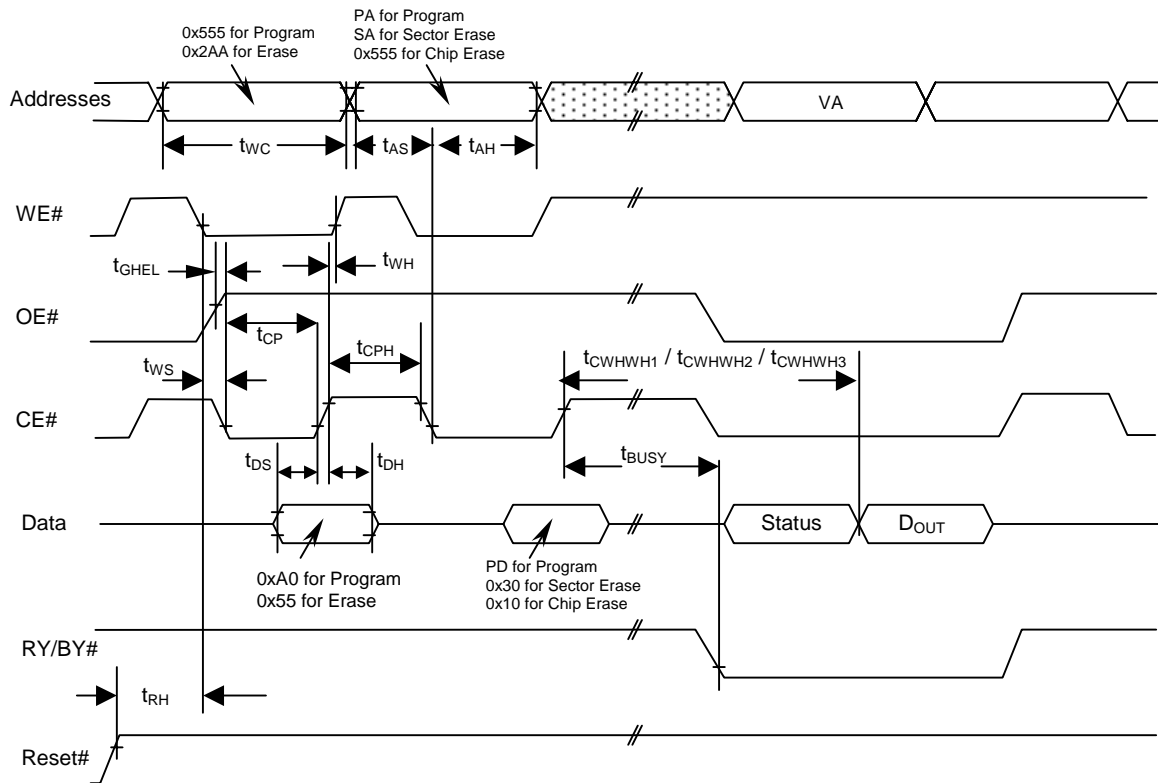 0x555 for Program
0x2AA for Erase
PA for Program
SA for Sector Erase
0x555 for Chip Erase
Addresses
VA
tWC
tAS
tAH
WE#
tGHEL
tWH
OE#
tCP
tCPH
tCWHWH1 / tCWHWH2 / tCWHWH3
tWS
CE#
tDS
tDH
tBUSY
Data
Status
DOUT
0xA0 for Program
0x55 for Erase
PD for Program
0x30 for Sector Erase
0x10 for Chip Erase
RY/BY#
tRH
Reset#